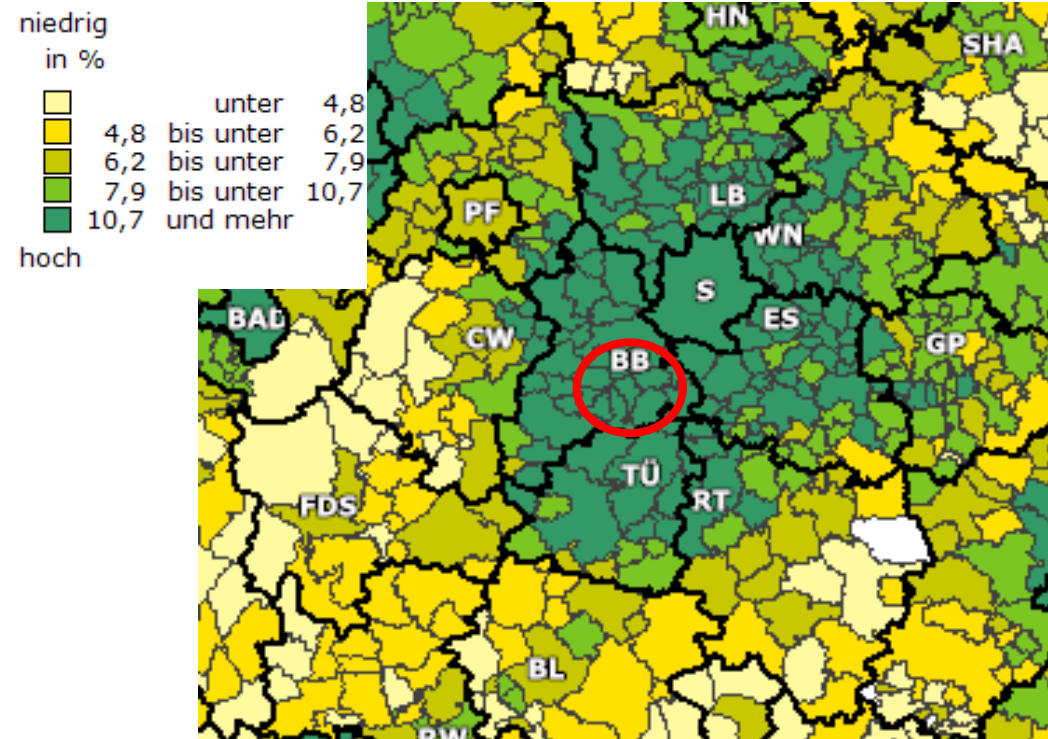 niedrig
in %
unter 4,8
4,8 bis unter 6,2
6,2 bis unter 7,9
7,9 bis unter 10,7
10,7 und mehr
hoch
HN
SHA
LB
PF
WN
S
BAD
CW
ES
GP
BB
TÜ
RT
FDS
BL
RW